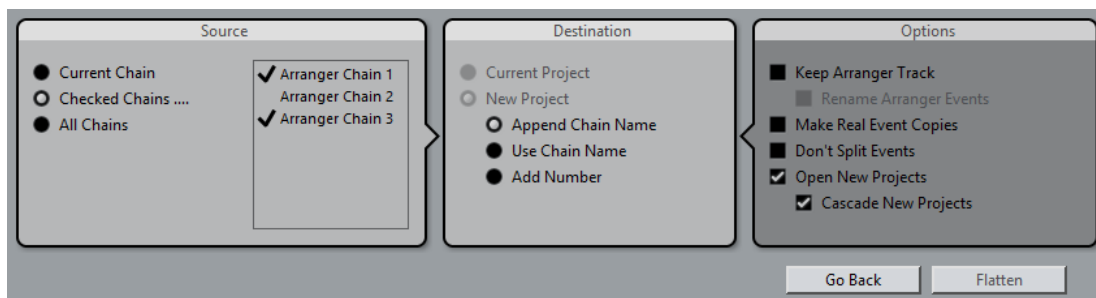 Source
Current Chain
Checked Chains ....
All Chains
Arranger Chain 1
Arranger Chain 2
Arranger Chain 3
Destination
Current Project
New Project
Append Chain Name
Use Chain Name
Add Number
Options
Keep Arranger Track
Rename Arranger Events
Make Real Event Copies
Don't Split Events
Open New Projects
Cascade New Projects
Go Back
Flatten